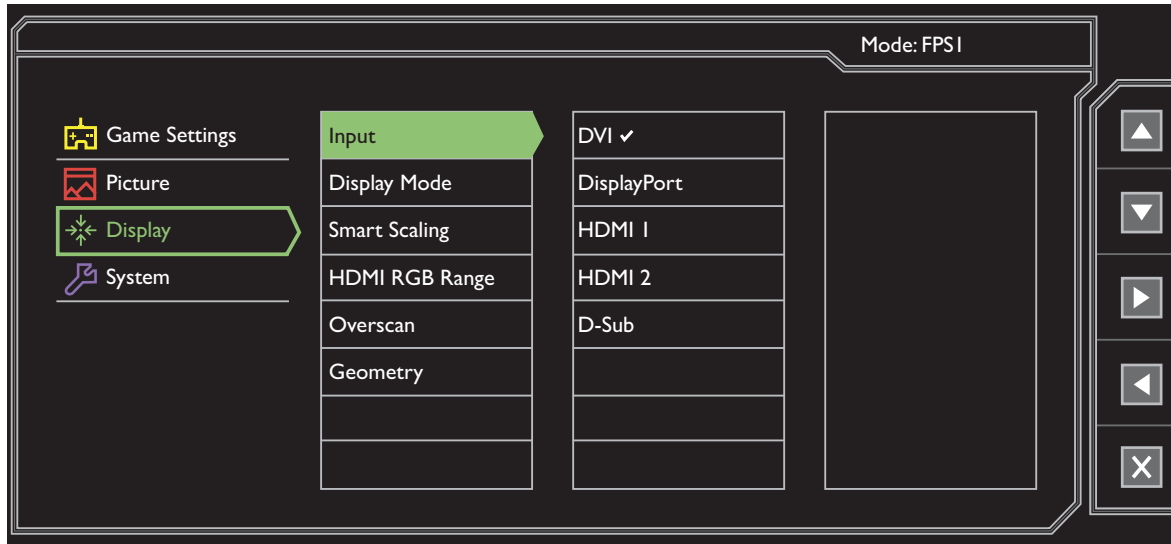 Mode: FPS1
Game Settings
Picture
Display
System
Input
Display Mode
Smart Scaling
HDMI RGB Range
Overscan
Geometry
DVI ✔
DisplayPort
HDMI 1
HDMI 2
D-Sub